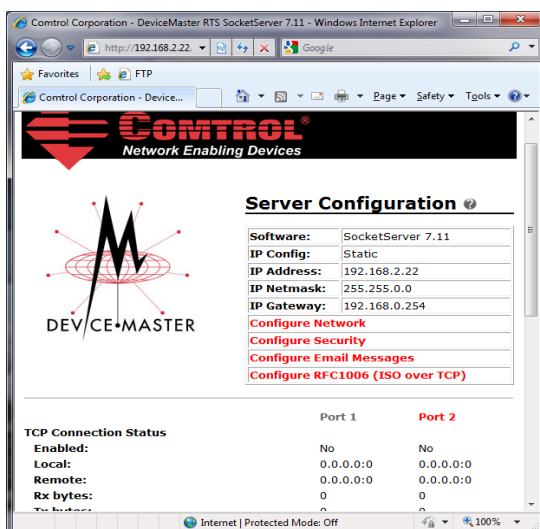 Comtrol Corporation - DeviceMaster RTS SocketServer 7.11 - Windows Internet Explorer
http://192.168.2.22.
Google
Favorites FTP
Comtrol Corporation - Device...
Page Safety Tools
COMTROL®
Network Enabling Devices
DEVICE•MASTER
Server Configuration ?
Software: SocketServer 7.11
IP Config: Static
IP Address: 192.168.2.22
IP Netmask: 255.255.0.0
IP Gateway: 192.168.0.254
Configure Network
Configure Security
Configure Email Messages
Configure RFC1006 (ISO over TCP)
Port 1 Port 2
TCP Connection Status
Enabled: No No
Local: 0.0.0.0:0 0.0.0.0:0
Remote: 0.0.0.0:0 0.0.0.0:0
Rx bytes: 0 0
Tx bytes: 0 0
Internet | Protected Mode: Off 100%